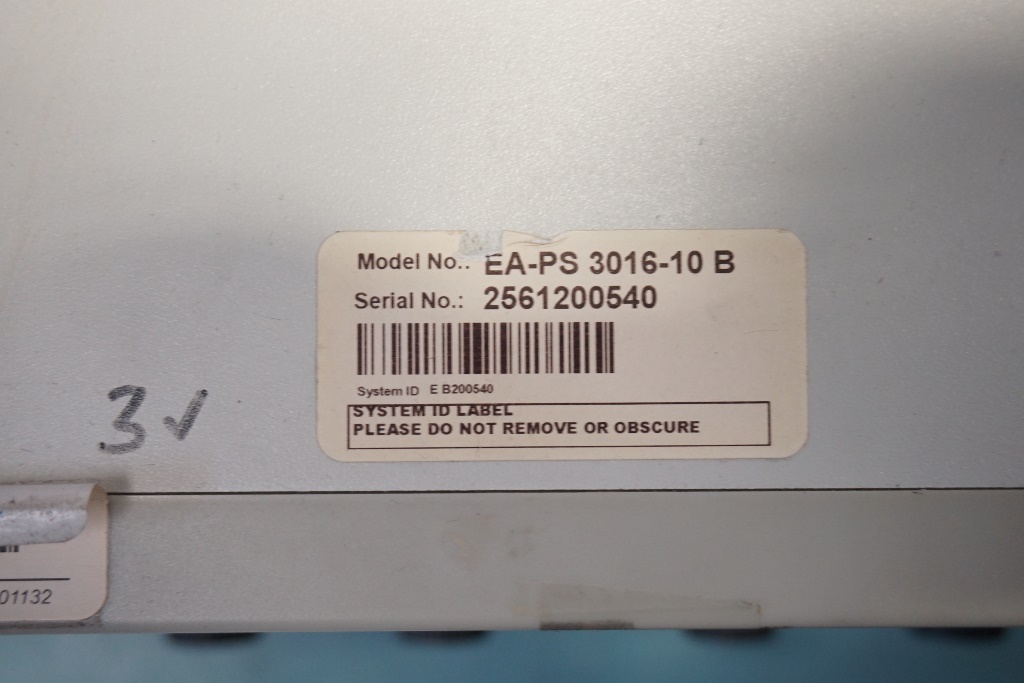 Model No.: EA-PS 3016-10 B
Serial No.: 2561200540
System ID E B200540
SYSTEM ID LABEL
PLEASE DO NOT REMOVE OR OBSCURE
3✓
01132